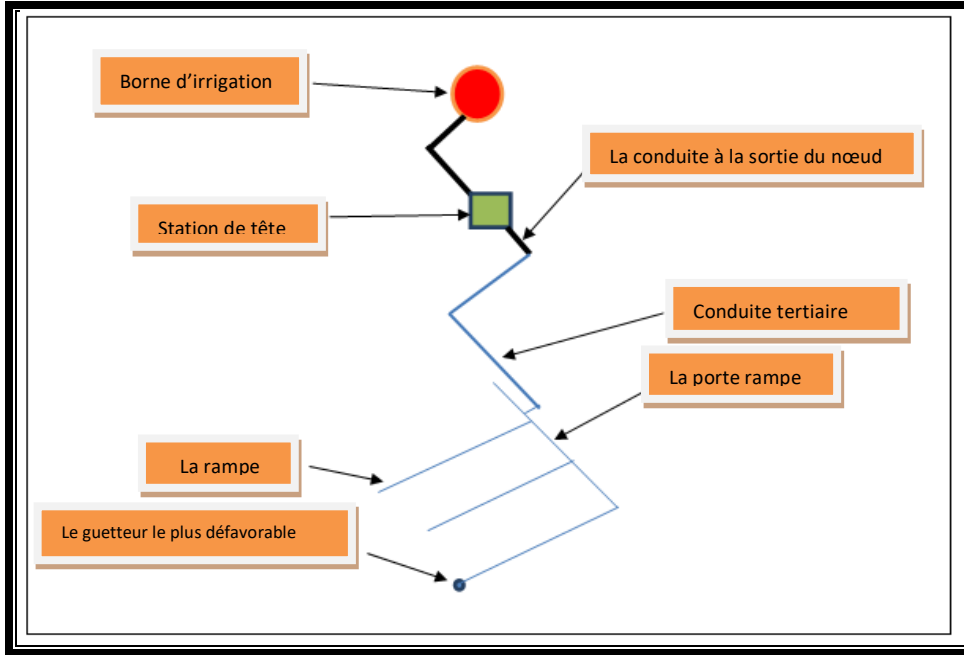 Borne d'irrigation
La conduite à la sortie du nœud
Station de tête
Conduite tertiaire
La porte rampe
La rampe
Le guetteur le plus défavorable